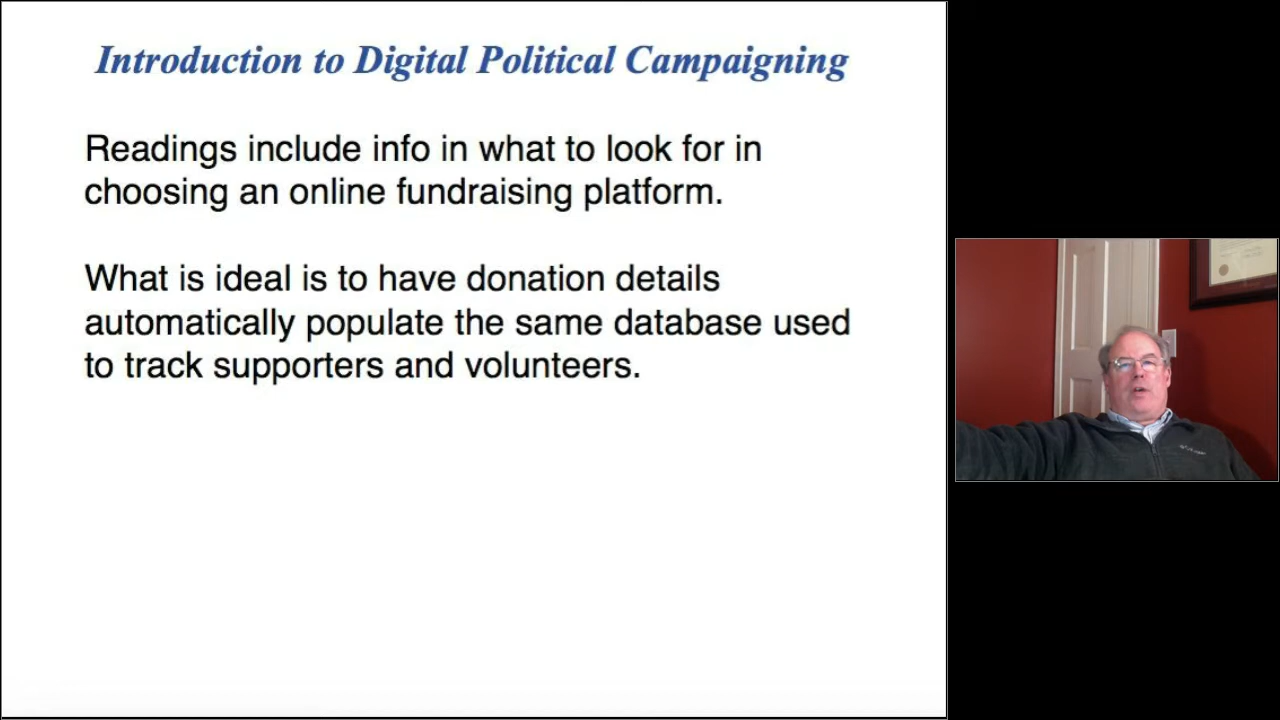 Introduction to Digital Political Campaigning
Readings include info in what to look for in
choosing an online fundraising platform.
What is ideal is to have donation details
automatically populate the same database used
to track supporters and volunteers.